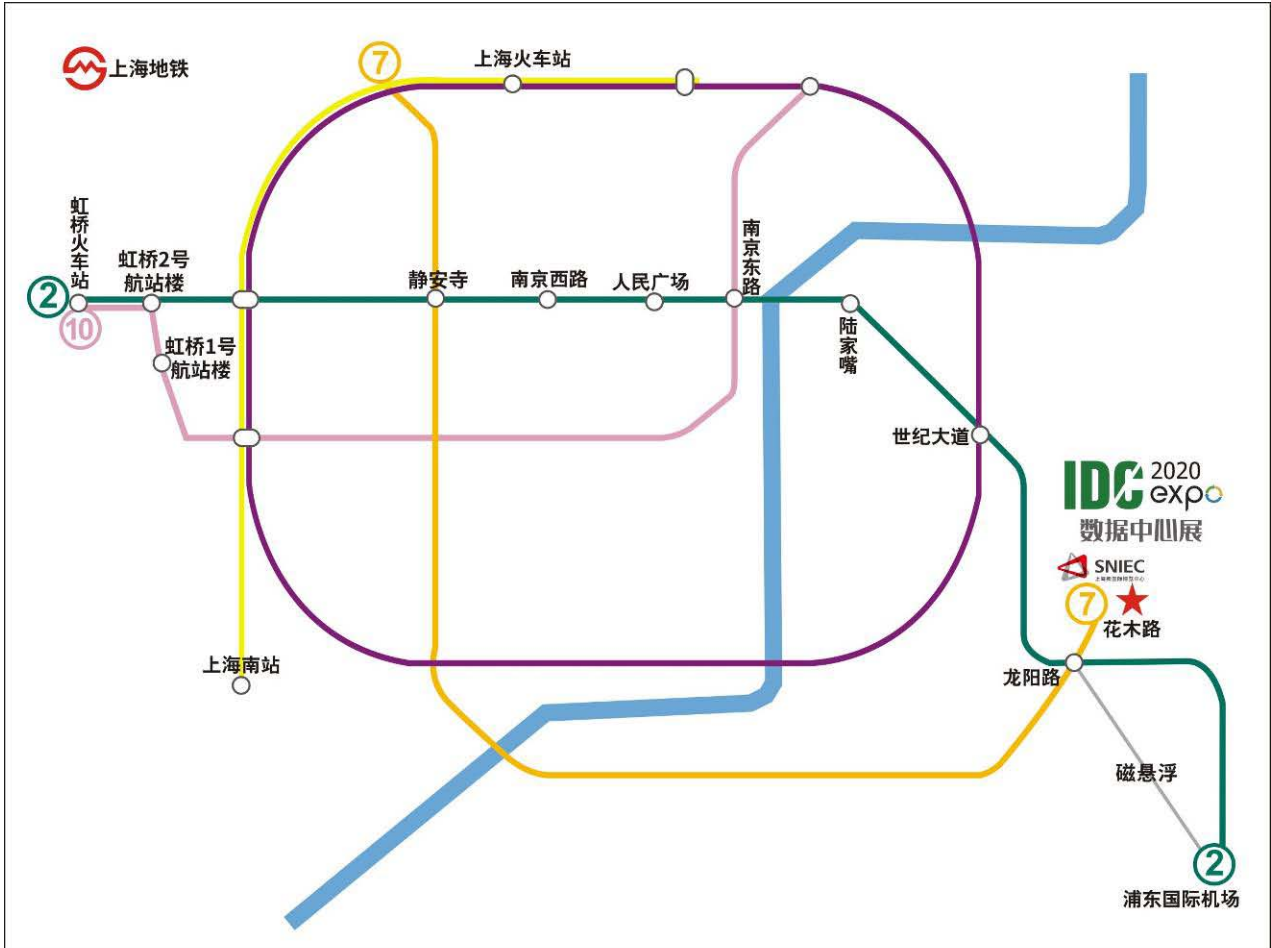 上海地铁
7
上海火车站
虹桥火车站
虹桥2号
航站楼
2
10
虹桥1号
航站楼
静安寺
南京西路
人民广场
南京东路
陆家嘴
世纪大道
IDC 2020
expo
数据中心展
SNIEC
7
花木路
上海南站
龙阳路
磁悬浮
2
浦东国际机场